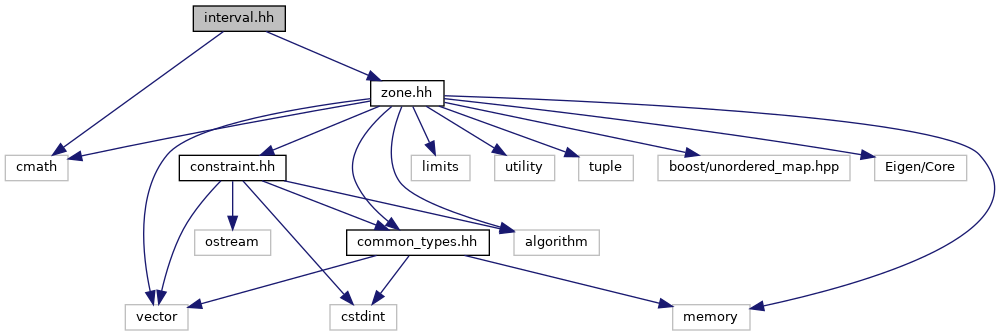 interval.hh
zone.hh
cmath
constraint.hh
limits
utility
tuple
boost/unordered_map.hpp
Eigen/Core
ostream
common_types.hh
algorithm
vector
cstdint
memory